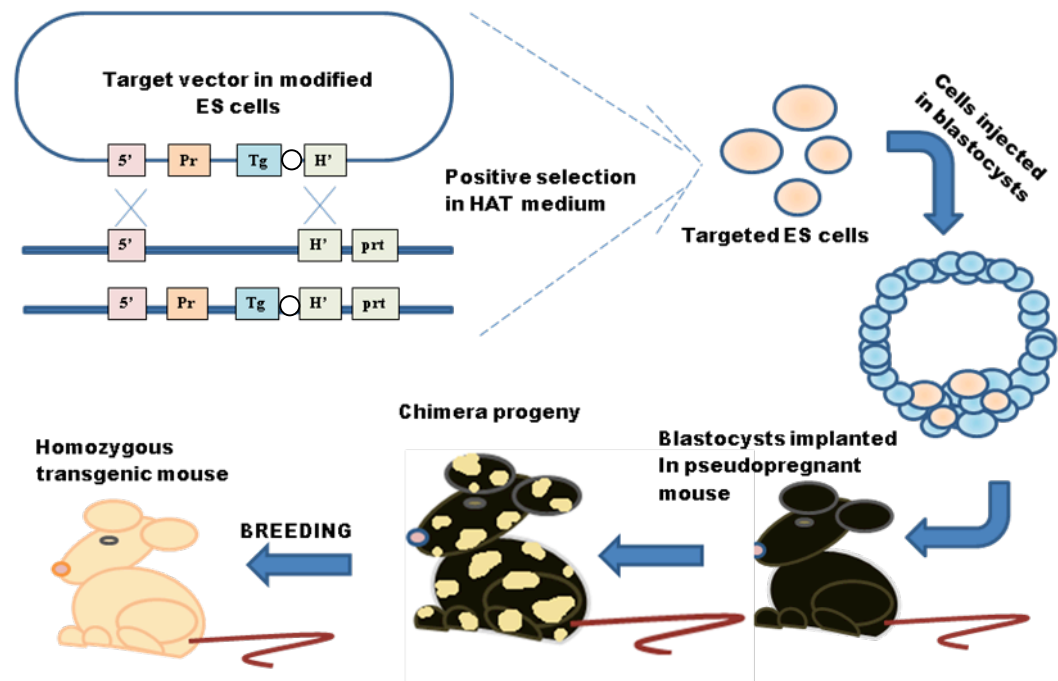 Target vector in modified
ES cells
5’ Pr Tg H’
5’ H’ prt
5’ Pr Tg H’ prt
Positive selection
in HAT medium
Targeted ES cells
Cells injected
in blastocysts
Blastocysts implanted
In pseudopregnant
mouse
Chimera progeny
BREEDING
Homozygous
transgenic mouse